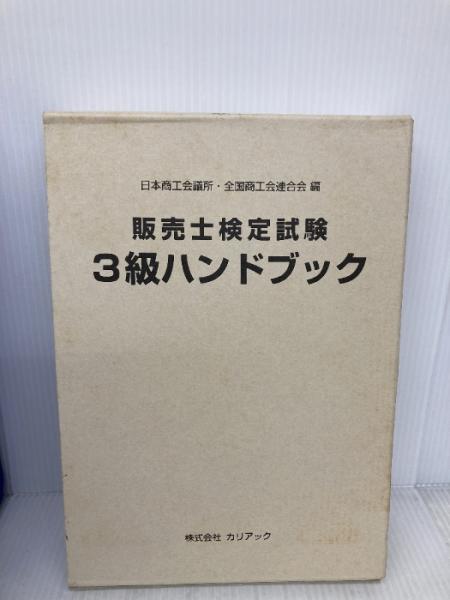 日本商工会議所・全国商工会連合会 編
販売士検定試験
3級ハンドブック
株式会社 カリアック